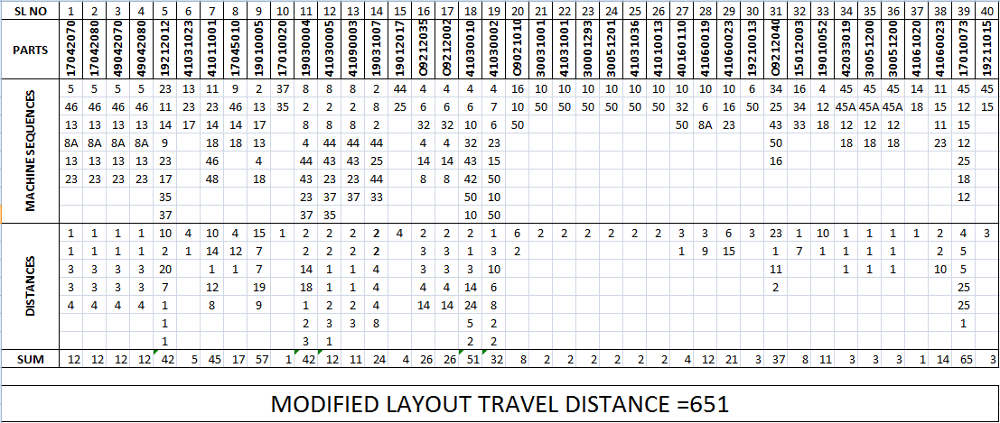 SL NO 1 2 3 4 5 6 7 8 9 10 11 12 13 14 15 16 17 18 19 20 21 22 23 24 25 26 27 28 29 30 31 32 33 34 35 36 37 38 39 40
PARTS 17042070 17042080 49042070 49042080 19212012 41031023 41011001 17045010 19010005 17010020 19030004 41030005 41090003 19031007 19012017 O9212035 O9212002 41030010 41030002 O9021010 30031001 41031001 30001293 30051201 41031036 41010013 40161010 41060019 41060023 19210013 O9212040 15012003 19010052 42033019 30051200 30051202 41061020 41060023 17010073 19211015
MACHINE SEQUENCES
5 5 5 5 23 13 11 9 2 37 8 8 8 2 44 4 4 4 4 16 10 10 10 10 10 10 10 10 10 6 34 16 4 45 45 45 14 11 45 45
46 46 46 46 11 23 23 46 13 35 2 2 2 8 25 6 6 6 7 10 50 50 50 50 50 50 32 6 16 50 25 34 12 45A 45A 45A 18 15 12 12
13 13 13 13 14 17 14 14 17 8 8 8 2 32 32 10 6 50 50 8A 23 43 33 18 12 12 12 11 15
8A 8A 8A 8A 9 18 18 13 4 44 44 44 4 4 32 23 50 18 18 18 23 12
13 13 13 13 23 46 4 44 43 43 25 14 14 43 15 16 25
23 23 23 23 17 48 18 43 23 23 44 8 8 42 50 18
35 23 37 37 33 50 10 12
37 37 35 10 50
DISTANCES
1 1 1 1 10 4 10 4 15 1 2 2 2 2 4 2 2 2 1 6 2 2 2 2 2 2 3 3 6 3 23 1 10 1 1 1 1 2 4 3
1 1 1 1 2 1 14 12 7 2 2 2 2 3 3 1 3 2 1 9 15 1 7 1 1 1 1 2 5
3 3 3 3 20 1 1 7 14 1 1 4 3 3 3 10 11 1 1 1 10 5
3 3 3 3 7 12 19 18 1 1 2 4 4 14 6 2 25
4 4 4 4 1 8 9 1 2 2 4 14 14 24 8 25
1 2 3 3 8 5 2 1
1 3 1 2 2
SUM 12 12 12 12 42 5 45 17 57 1 42 12 11 24 4 26 26 51 32 8 2 2 2 2 2 2 4 12 21 3 37 8 11 3 3 3 1 14 65 3
MODIFIED LAYOUT TRAVEL DISTANCE =651